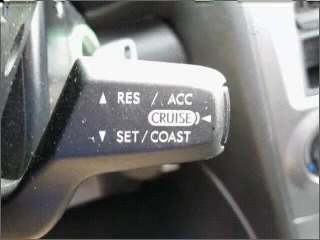 ▲ RES / ACC
CRUISE ◄
▼ SET/COAST